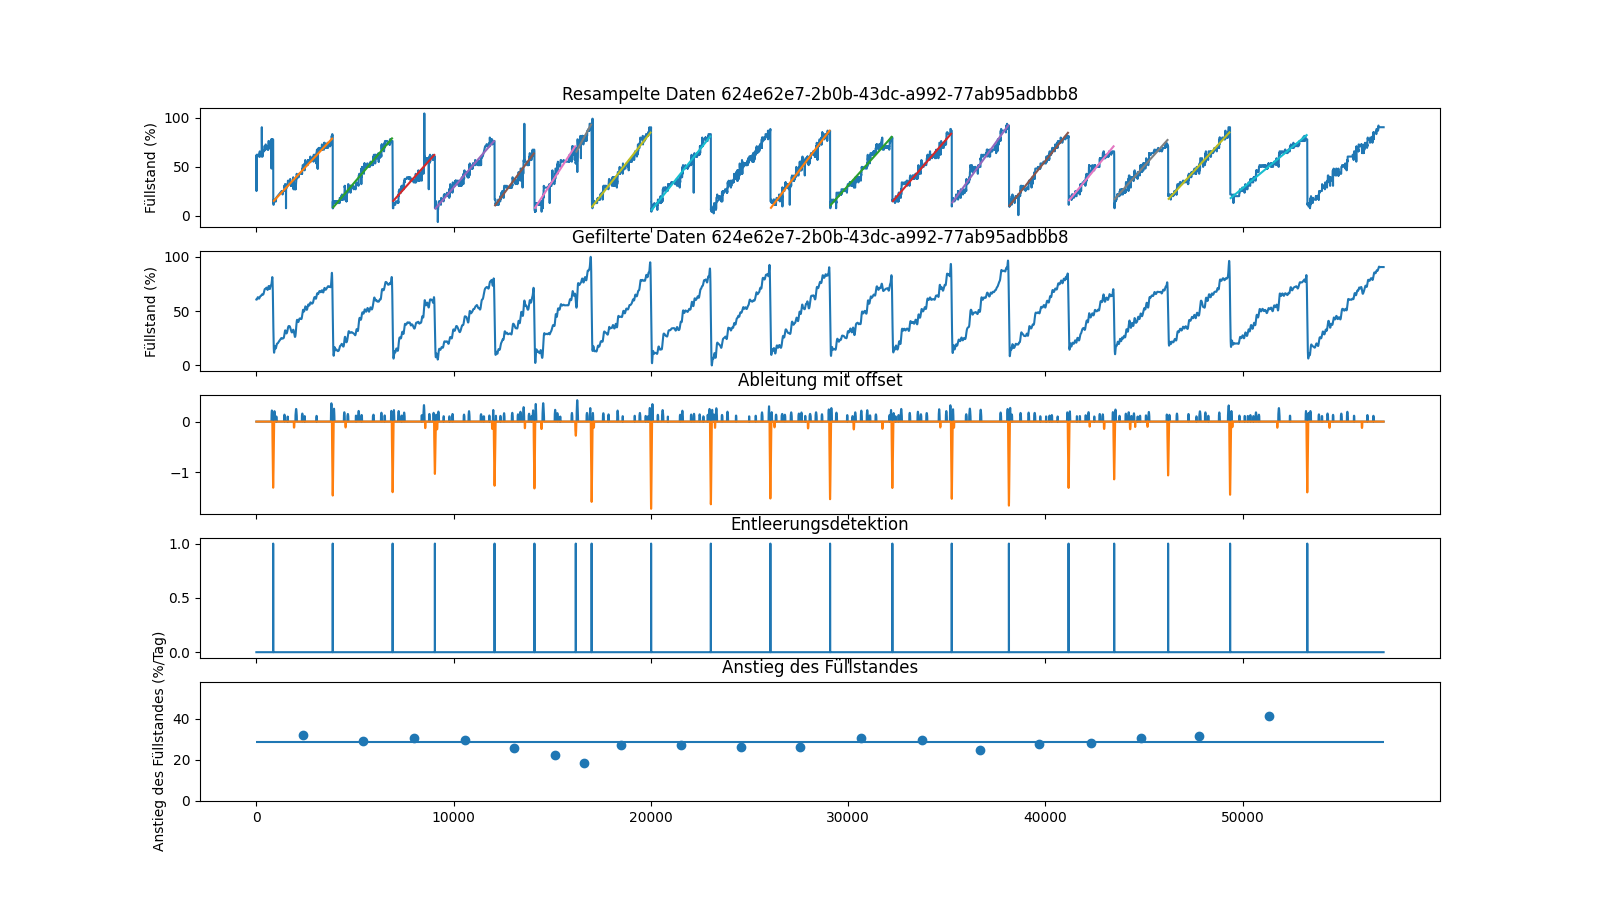 Resampelte Daten 624e62e7-2b0b-43dc-a992-77ab95adbbb8
Füllstand (%)
100
50
0
Gefilterte Daten 624e62e7-2b0b-43dc-a992-77ab95adbbb8
Füllstand (%)
100
50
0
Ableitung mit offset
0
−1
Entleerungsdetektion
1.0
0.5
0.0
Anstieg des Füllstandes
Anstieg des Füllstandes (%/Tag)
40
20
0
0 10000 20000 30000 40000 50000